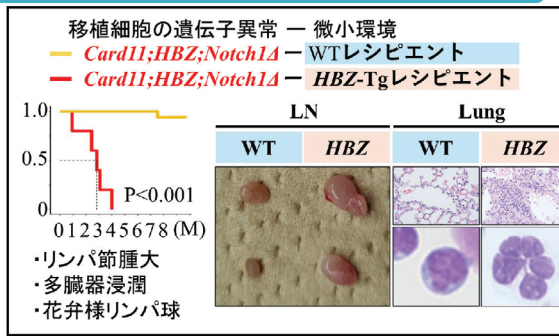 移植細胞の遺伝子異常 ― 微小環境
Card11;HBZ;Notch1Δ ― WTレシピエント
Card11;HBZ;Notch1Δ ― HBZ-Tgレシピエント
LN Lung
WT HBZ WT HBZ
1.0
0.5
0
P<0.001
0 1 2 3 4 5 6 7 8 (M)
・リンパ節腫大
・多臓器浸潤
・花弁様リンパ球